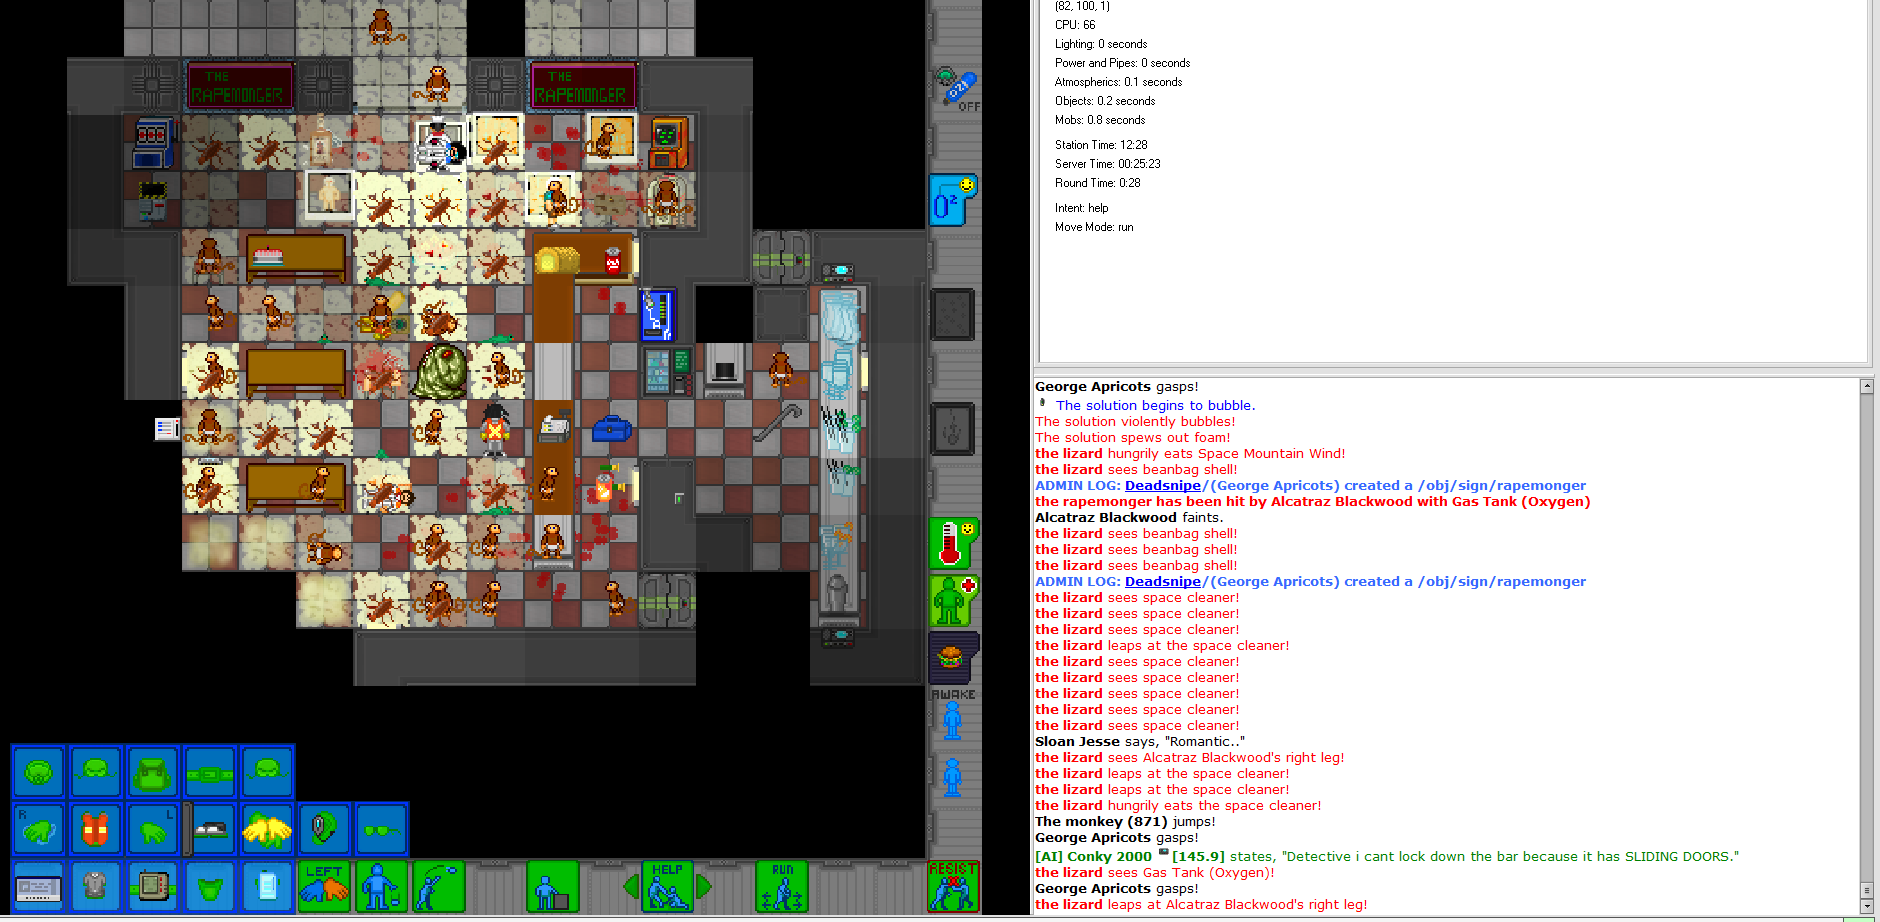 (82, 100, 1)
CPU: 66
Lighting: 0 seconds
Power and Pipes: 0 seconds
Atmospherics: 0.1 seconds
Objects: 0.2 seconds
Mobs: 0.8 seconds
Station Time: 12:28
Server Time: 00:25:23
Round Time: 0:28
Intent: help
Move Mode: run
THE
RAPEMONGER
THE
RAPEMONGER
OFF
O²
AWAKE
R
L
LEFT
HELP
RUN
RESIST
George Apricots gasps!
The solution begins to bubble.
The solution violently bubbles!
The solution spews out foam!
the lizard hungrily eats Space Mountain Wind!
the lizard sees beanbag shell!
ADMIN LOG: Deadsnipe/(George Apricots) created a /obj/sign/rapemonger
the rapemonger has been hit by Alcatraz Blackwood with Gas Tank (Oxygen)
Alcatraz Blackwood faints.
the lizard sees beanbag shell!
the lizard sees beanbag shell!
the lizard sees beanbag shell!
ADMIN LOG: Deadsnipe/(George Apricots) created a /obj/sign/rapemonger
the lizard sees space cleaner!
the lizard sees space cleaner!
the lizard sees space cleaner!
the lizard leaps at the space cleaner!
the lizard sees space cleaner!
the lizard sees space cleaner!
the lizard sees space cleaner!
the lizard sees space cleaner!
the lizard sees space cleaner!
Sloan Jesse says, "Romantic.."
the lizard sees Alcatraz Blackwood's right leg!
the lizard leaps at the space cleaner!
the lizard leaps at the space cleaner!
the lizard hungrily eats the space cleaner!
The monkey (871) jumps!
George Apricots gasps!
[AI] Conky 2000 [145.9] states, "Detective i cant lock down the bar because it has SLIDING DOORS."
the lizard sees Gas Tank (Oxygen)!
George Apricots gasps!
the lizard leaps at Alcatraz Blackwood's right leg!